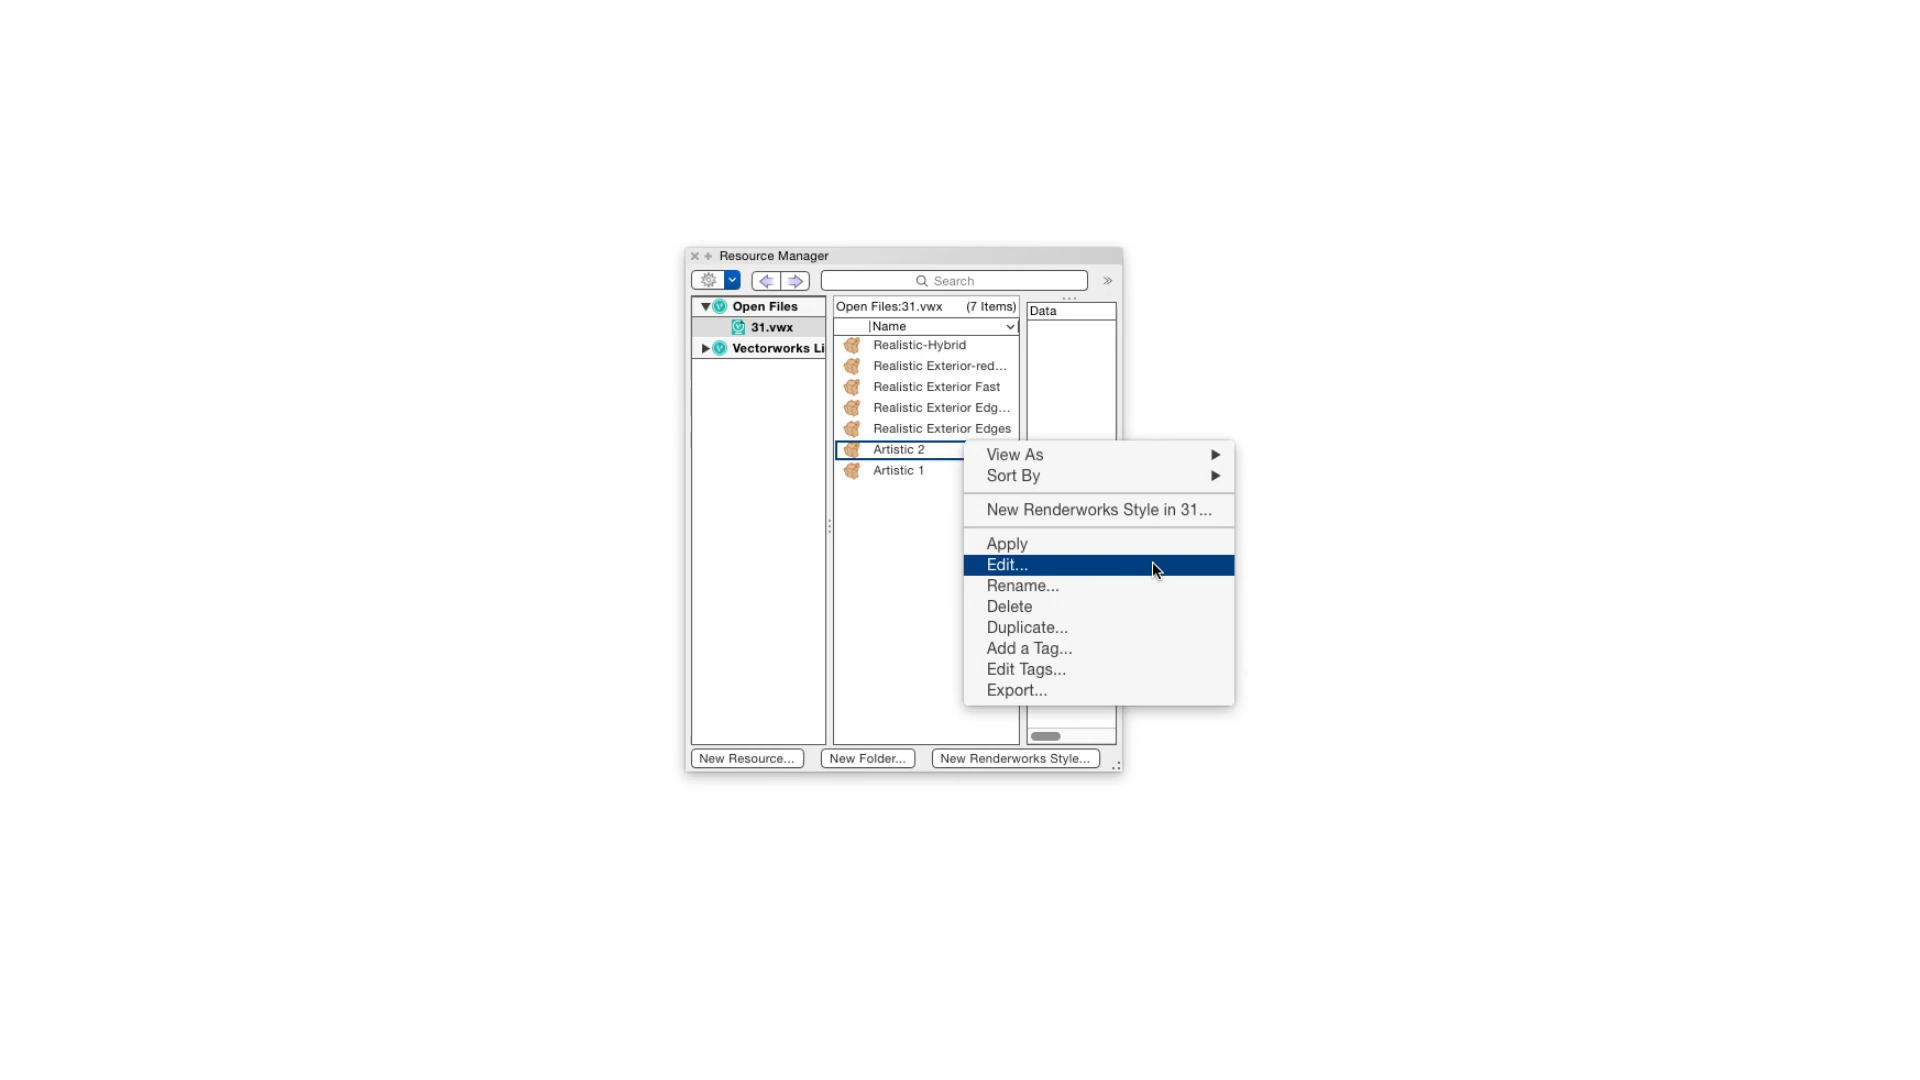 Resource Manager
Search
Open Files
31.vwx
Vectorworks Li
Open Files:31.vwx (7 Items)
Name
Realistic-Hybrid
Realistic Exterior-red...
Realistic Exterior Fast
Realistic Exterior Edg...
Realistic Exterior Edges
Artistic 2
Artistic 1
Data
View As
Sort By
New Renderworks Style in 31...
Apply
Edit...
Rename...
Delete
Duplicate...
Add a Tag...
Edit Tags...
Export...
New Resource... New Folder... New Renderworks Style...